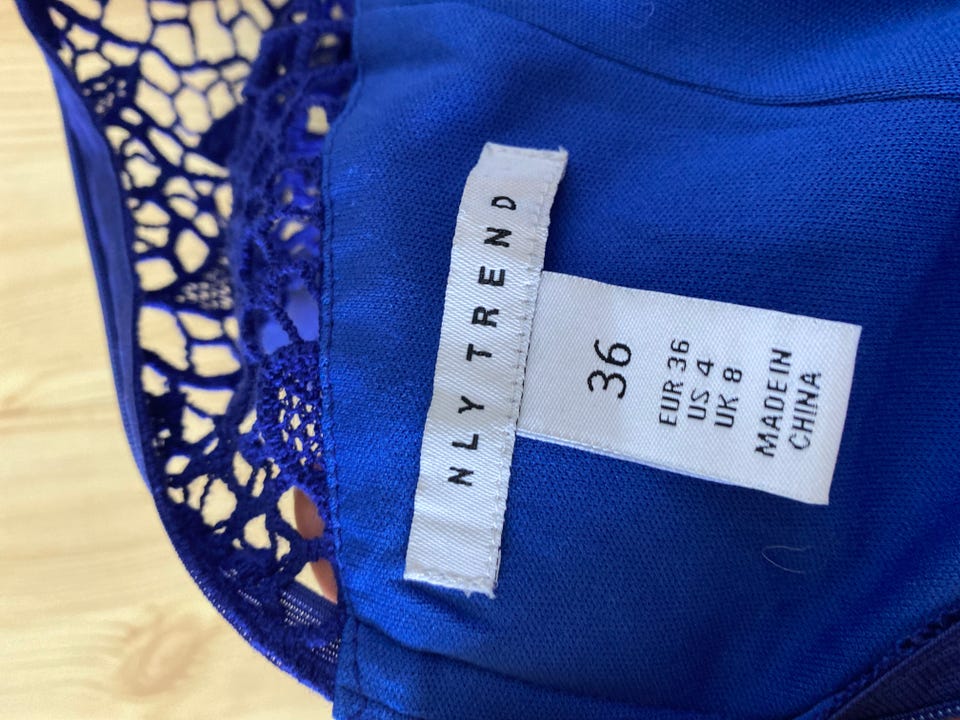 NLY TREND
36
EUR 36
US 4
UK 8
MADE IN
CHINA